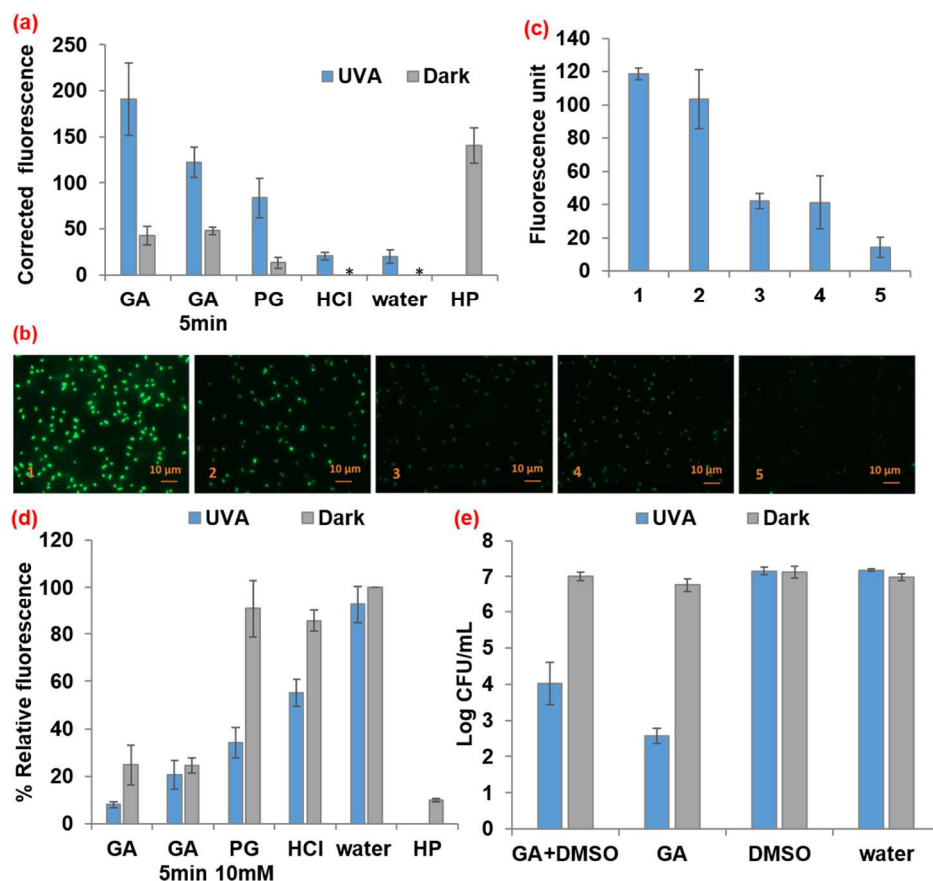 (a)
Corrected fluorescence
250
200
150
100
50
0
UVA Dark
* *
GA GA PG HCl water HP
5min
(c)
Fluorescence unit
140
120
100
80
60
40
20
0
1 2 3 4 5
(b)
1 10 µm
2 10 µm
3 10 µm
4 10 µm
5 10 µm
(d)
UVA Dark
% Relative fluorescence
120
100
80
60
40
20
0
GA GA PG HCl water HP
5min 10mM
(e)
UVA Dark
Log CFU/mL
8
7
6
5
4
3
2
1
0
GA+DMSO GA DMSO water